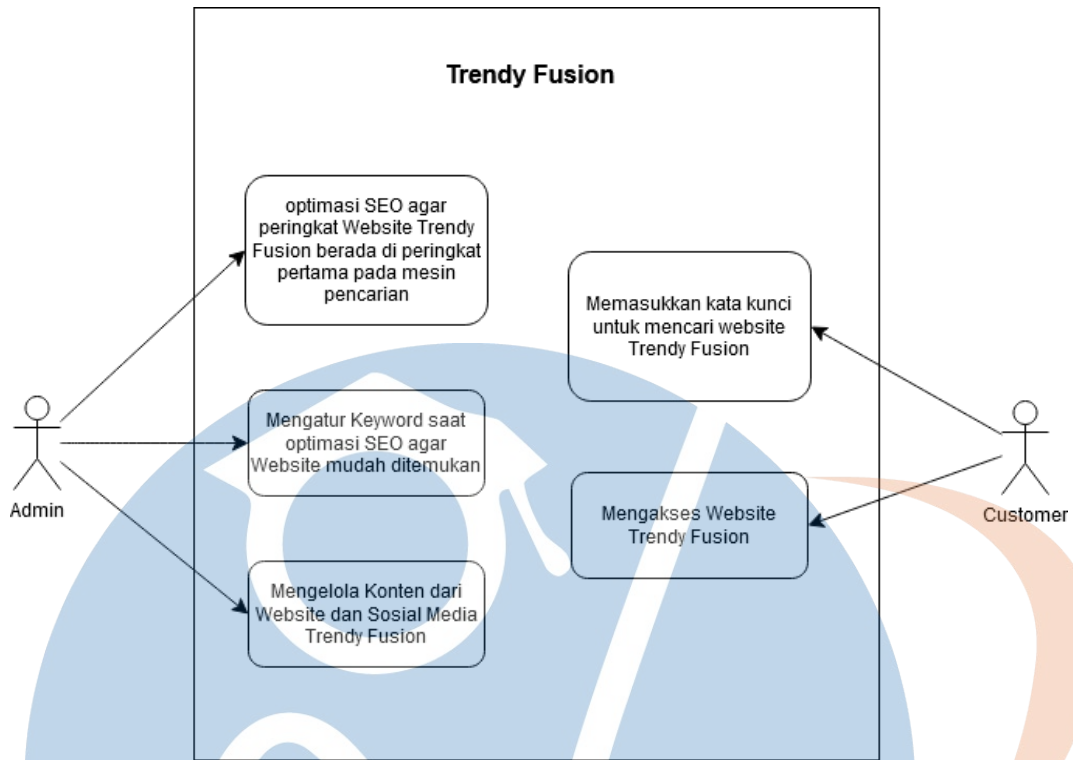 Trendy Fusion
optimasi SEO agar
peringkat Website Trendy
Fusion berada di peringkat
pertama pada mesin
pencarian
Memasukkan kata kunci
untuk mencari website
Trendy Fusion
Mengatur Keyword saat
optimasi SEO agar
Website mudah ditemukan
Mengakses Website
Trendy Fusion
Mengelola Konten dari
Website dan Sosial Media
Trendy Fusion
Admin
Customer